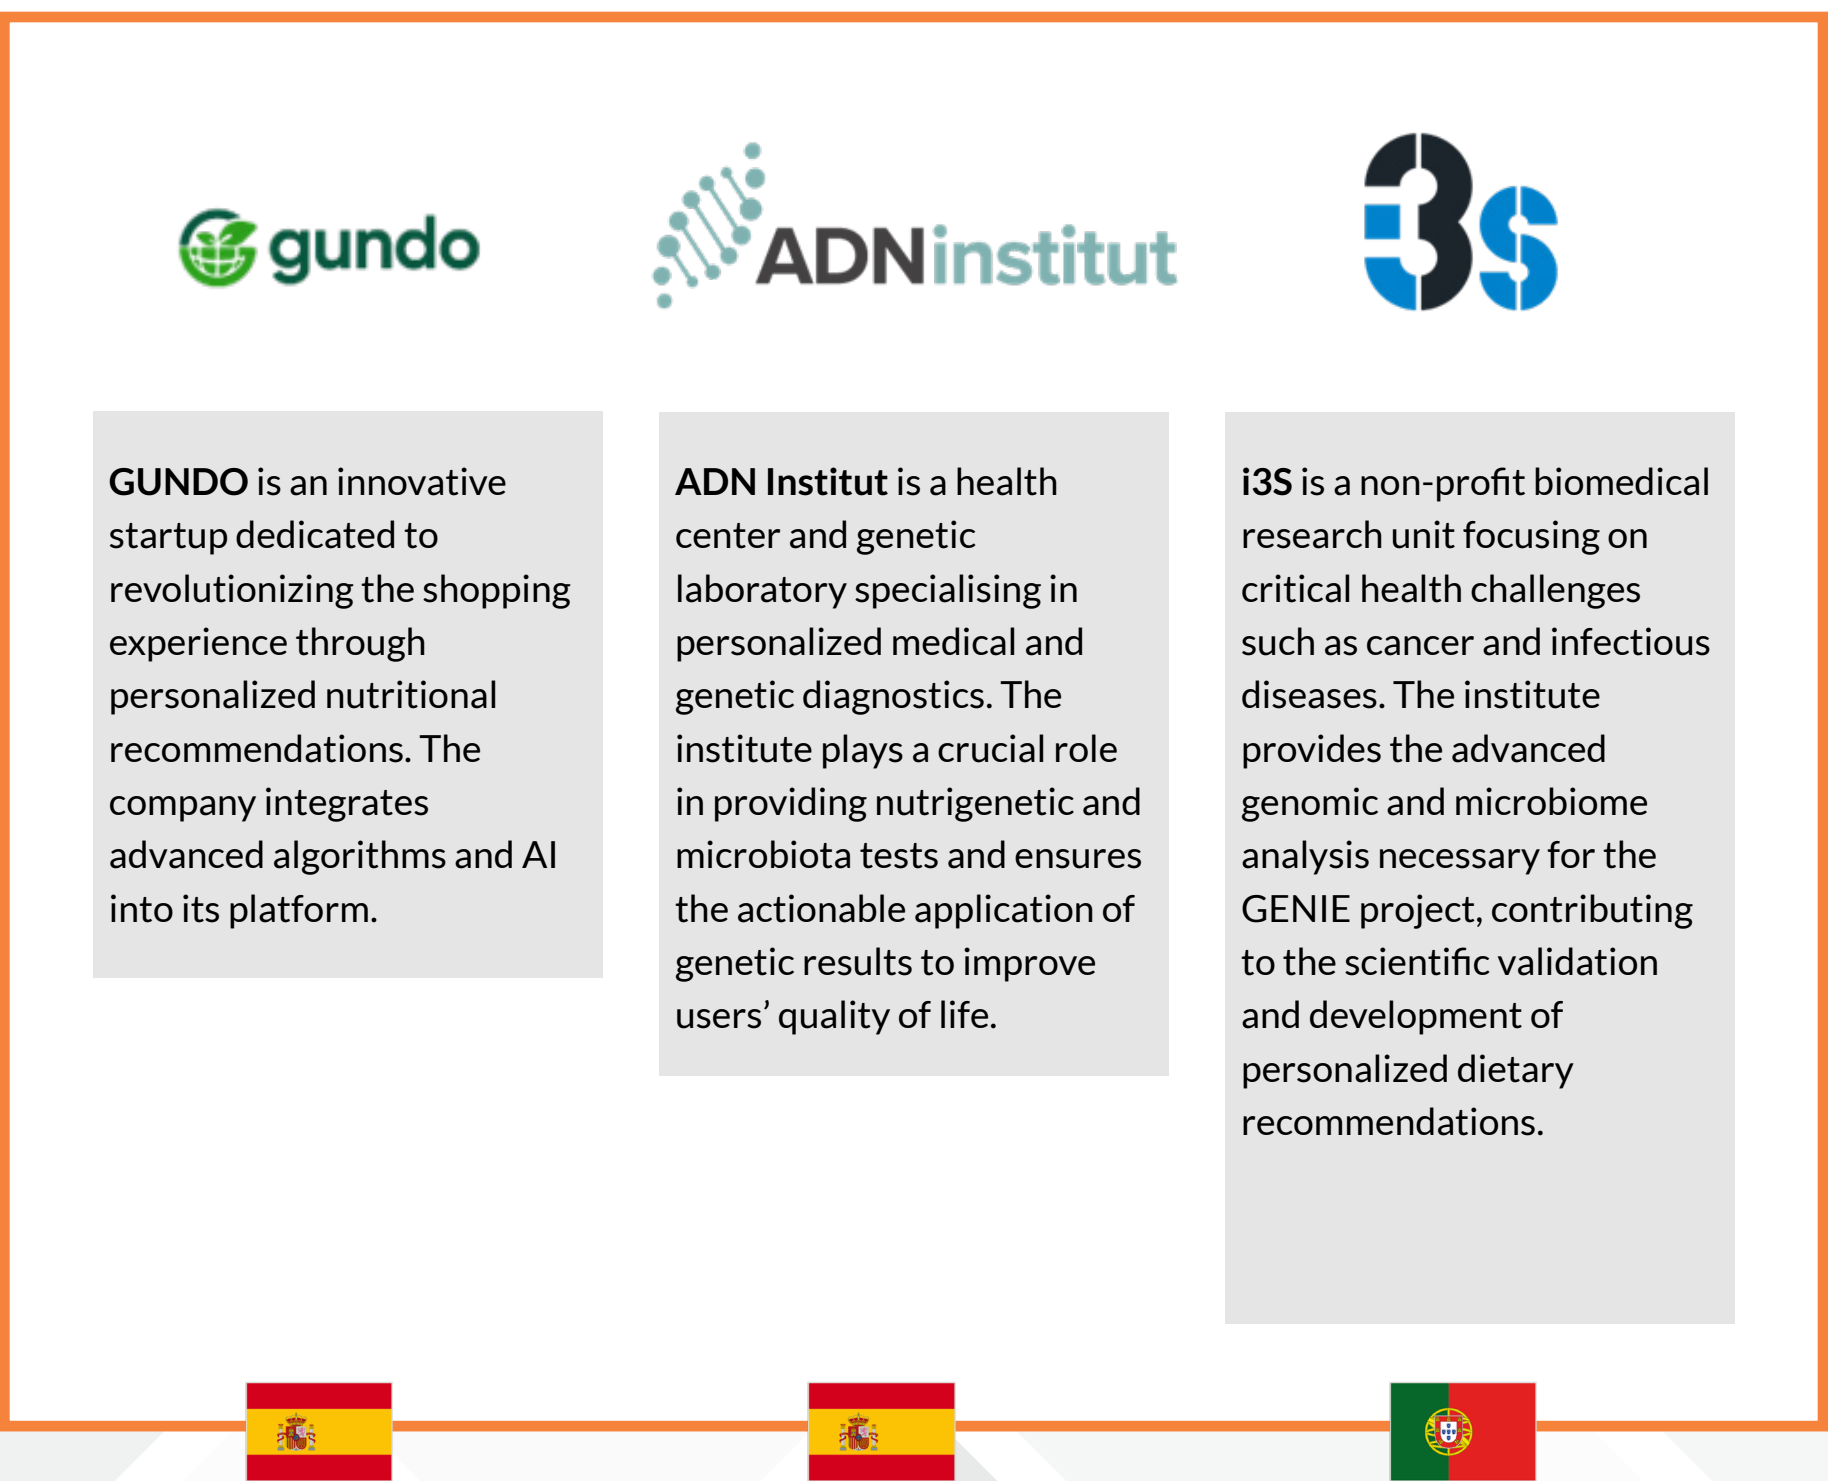 gundo
ADNinstitut
i3s
GUNDO is an innovative
startup dedicated to
revolutionizing the shopping
experience through
personalized nutritional
recommendations. The
company integrates
advanced algorithms and AI
into its platform.
ADN Institut is a health
center and genetic
laboratory specialising in
personalized medical and
genetic diagnostics. The
institute plays a crucial role
in providing nutrigenetic and
microbiota tests and ensures
the actionable application of
genetic results to improve
users’ quality of life.
i3S is a non-profit biomedical
research unit focusing on
critical health challenges
such as cancer and infectious
diseases. The institute
provides the advanced
genomic and microbiome
analysis necessary for the
GENIE project, contributing
to the scientific validation
and development of
personalized dietary
recommendations.